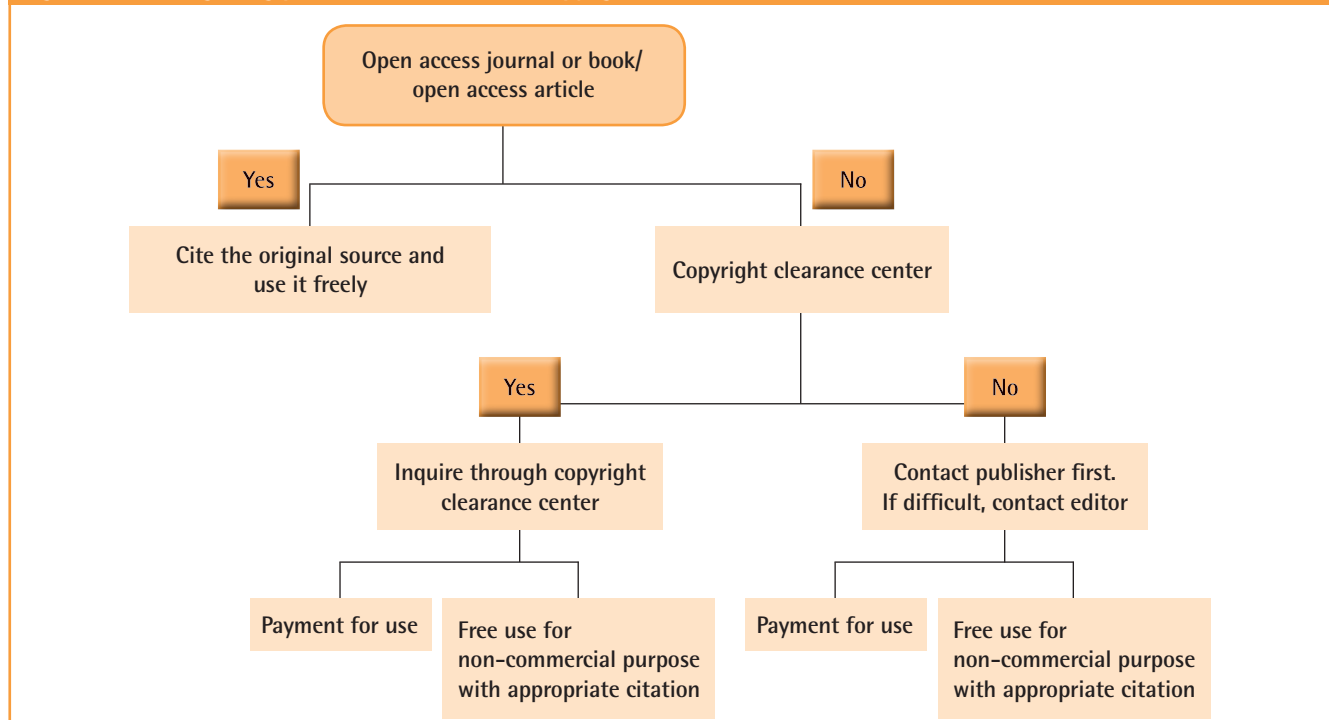 Open access journal or book/
open access article
Yes
No
Cite the original source and
use it freely
Copyright clearance center
Yes
No
Inquire through copyright
clearance center
Contact publisher first.
If difficult, contact editor
Payment for use
Free use for
non-commercial purpose
with appropriate citation
Payment for use
Free use for
non-commercial purpose
with appropriate citation